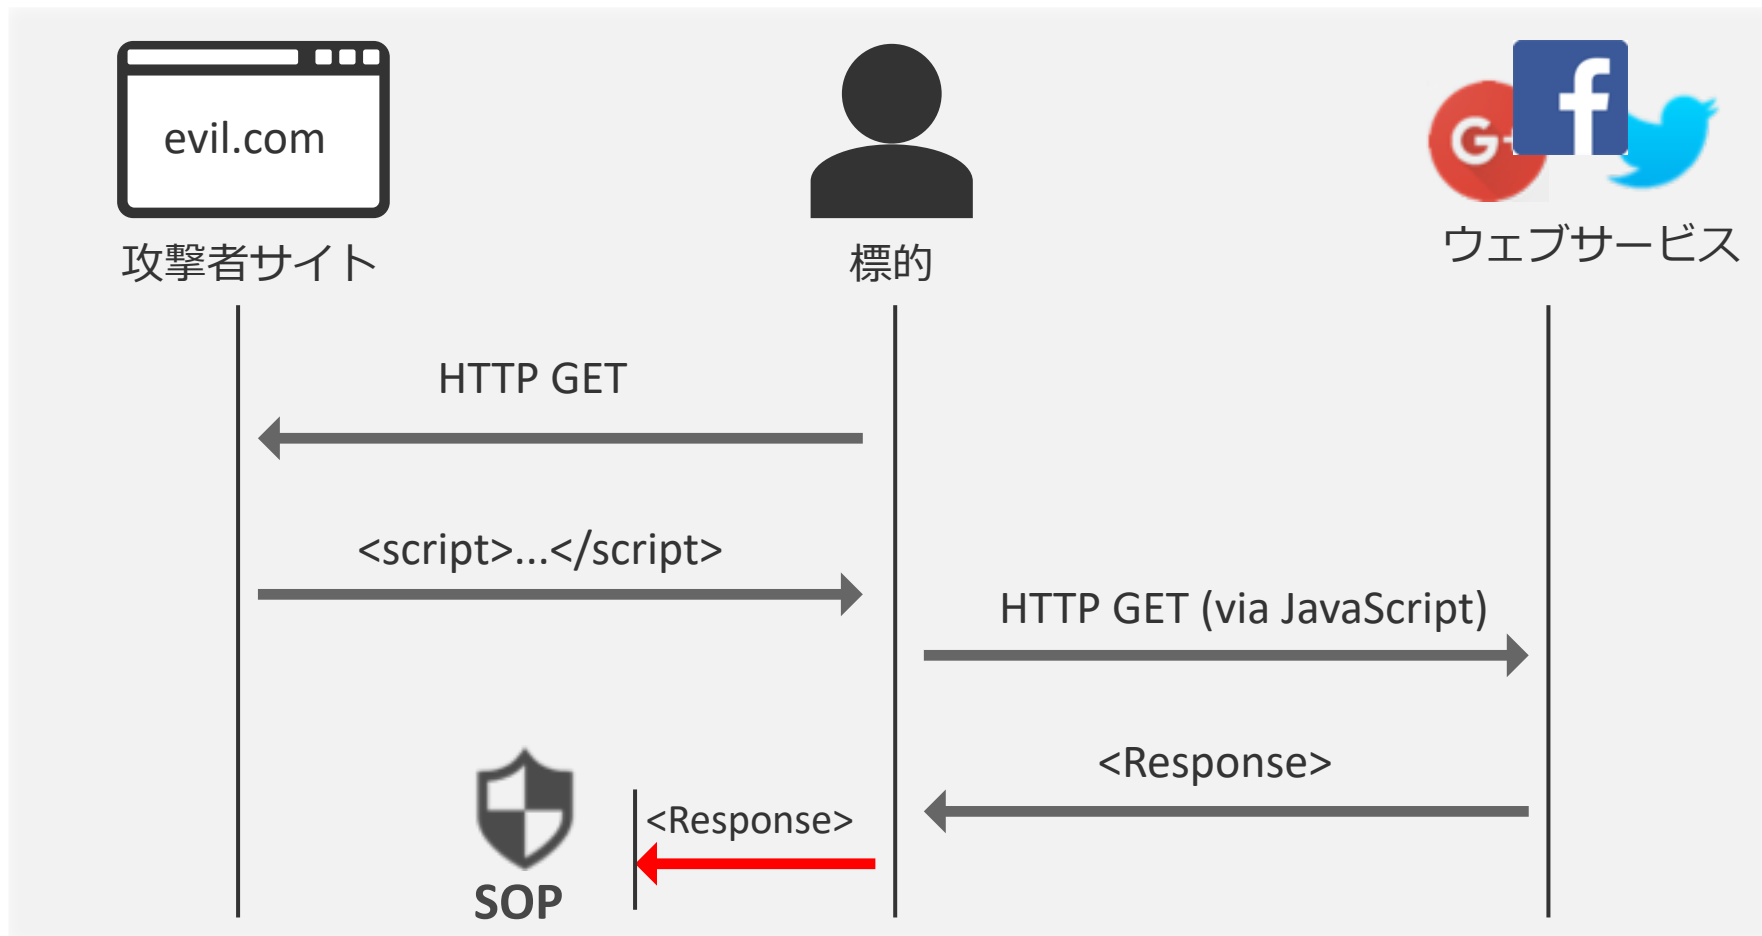 evil.com
攻撃者サイト
標的
G+
f
ウェブサービス
HTTP GET
<script>...</script>
HTTP GET (via JavaScript)
<Response>
<Response>
SOP